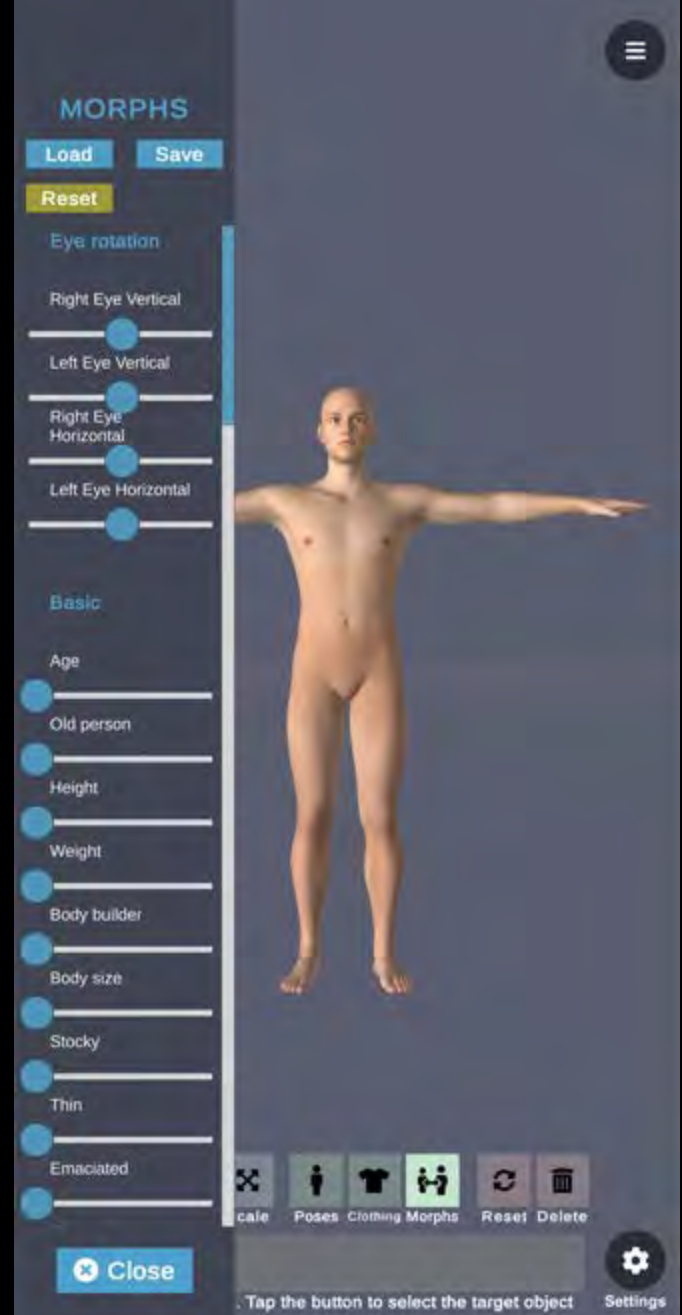 MORPHS
Load
Save
Reset
Eye rotation
Right Eye Vertical
Left Eye Vertical
Right Eye
Horizontal
Left Eye Horizontal
Basic
Age
Old person
Height
Weight
Body builder
Body size
Stocky
Thin
Emaciated
cale
Poses
Clothing
Morphs
Reset
Delete
Close
. Tap the button to select the target object
Settings